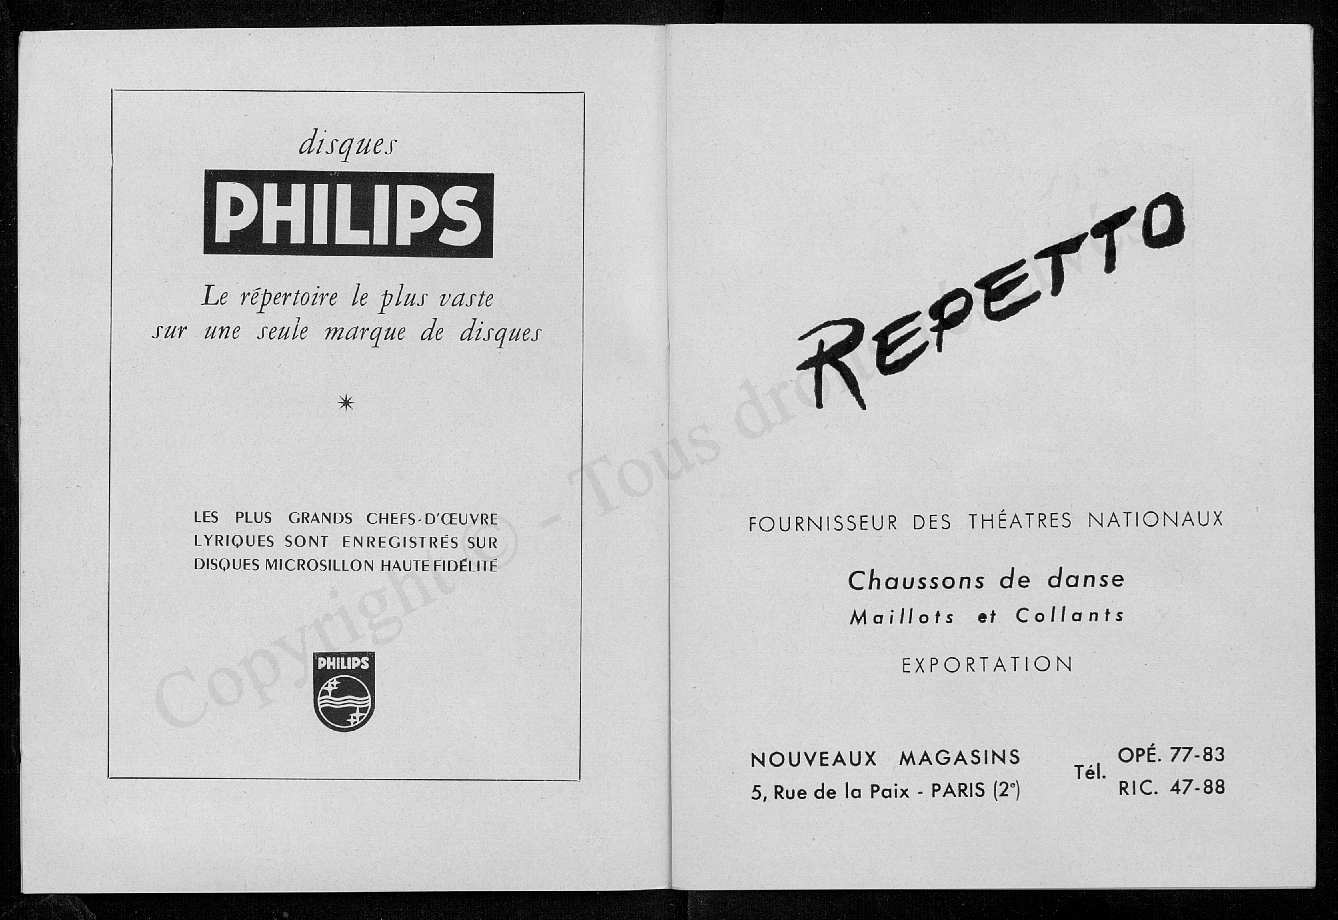 disques
PHILIPS
Le répertoire le plus vaste
sur une seule marque de disques
LES PLUS GRANDS CHEFS-D'ŒUVRE
LYRIQUES SONT ENREGISTRÉS SUR
DISQUES MICROSILLON HAUTE FIDÉLITÉ
PHILIPS
REPETTO
FOURNISSEUR DES THÉATRES NATIONAUX
Chaussons de danse
Maillots et Collants
EXPORTATION
NOUVEAUX MAGASINS
5, Rue de la Paix - PARIS (2e)
Tél. OPÉ. 77-83
RIC. 47-88
Copyright © - Tous droits